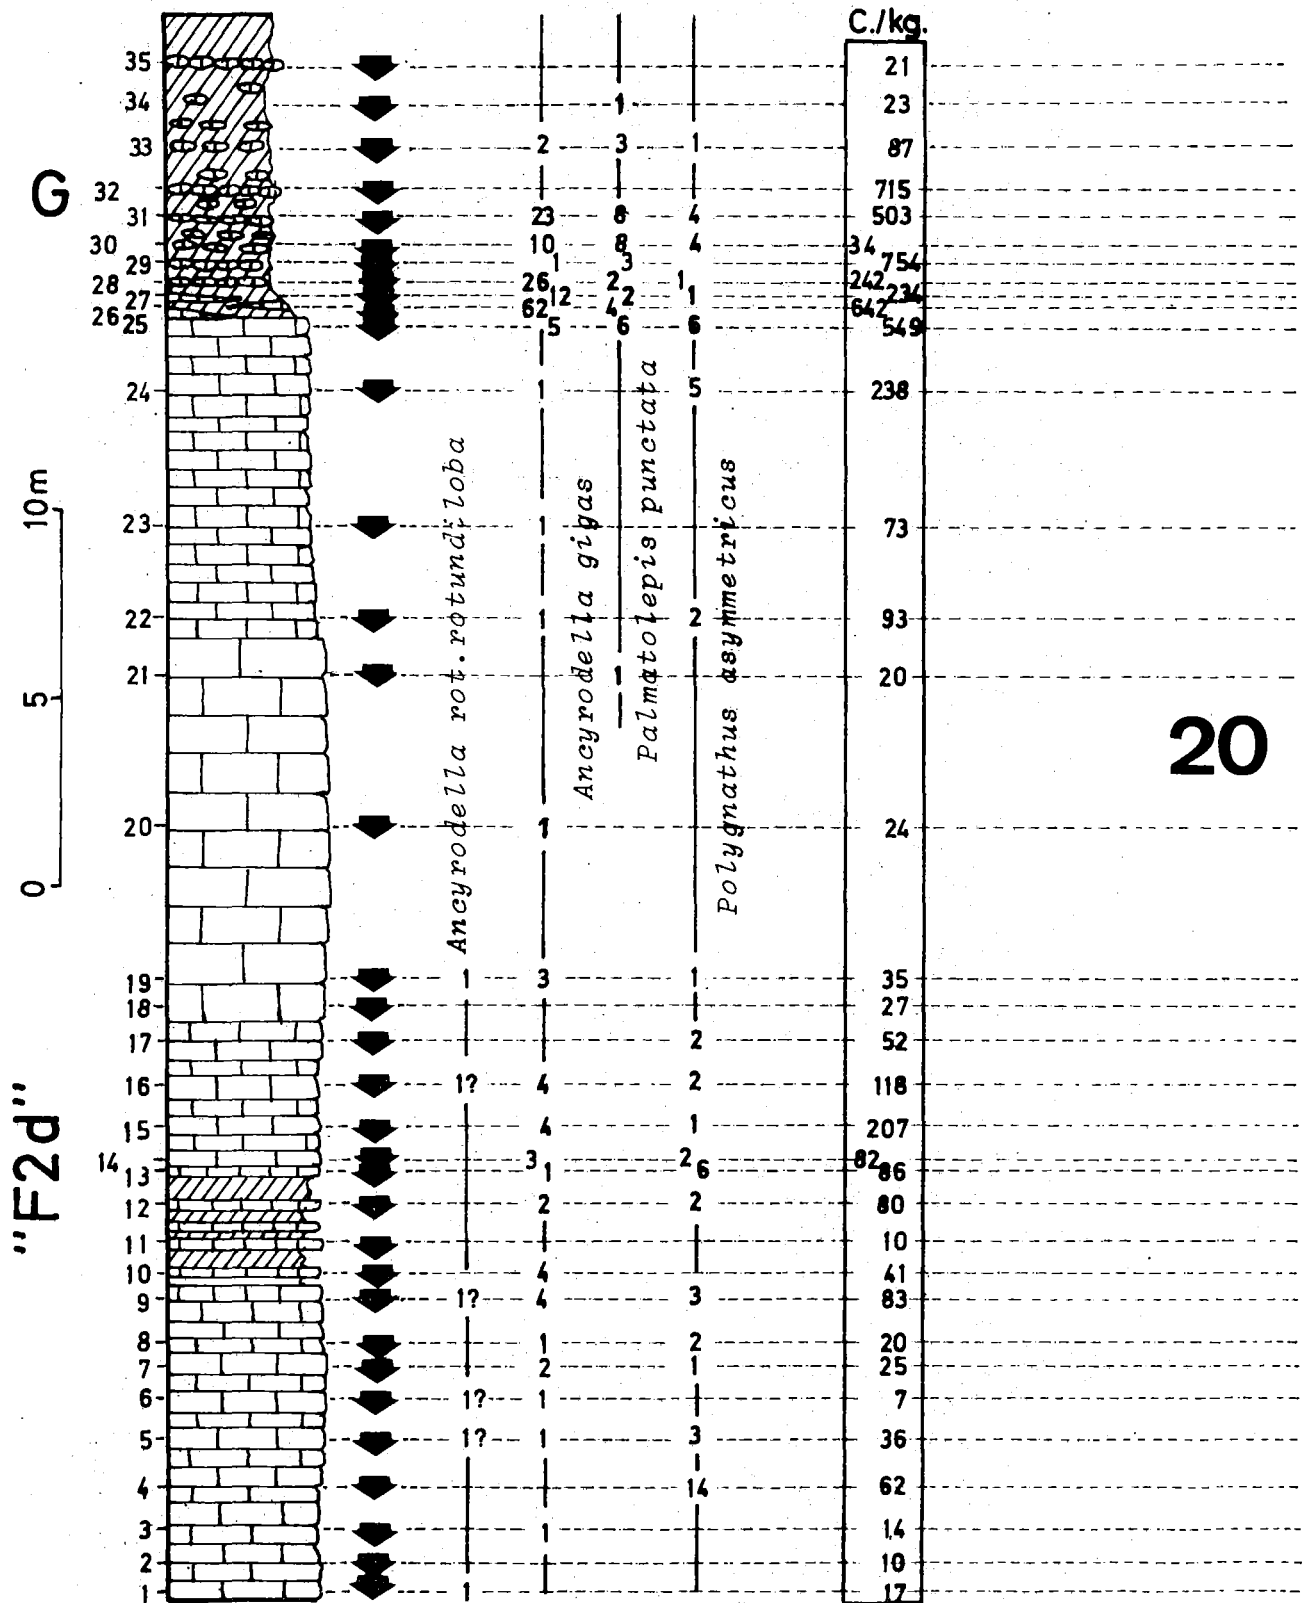 C./kg.
35 21
34 1 23
33 2 3 1 87
G
32 715
31 23 8 4 503
30 10 8 4 34
29 1 3 754
28 26 2 1 242
27 12 2 1 234
26 62 4 642
25 5 6 6 549
24 1 5 238
23 1 73
22 1 2 93
21 1 20
20 1 24
19 1 3 1 35
18 27
17 2 52
16 1? 4 2 118
15 4 1 207
14 3 2 82
13 1 6 86
12 2 2 80
11 10
10 4 41
9 1? 4 3 83
8 1 2 20
7 2 1 25
6 1? 1 7
5 1? 1 3 36
4 14 62
3 1 14
2 10
1 1 17
10m
5
0
"F2d"
Ancyrodella rot.rotundiloba
Ancyrodella gigas
Palmatolepis punctata
Polygnathus asymmetricus
20